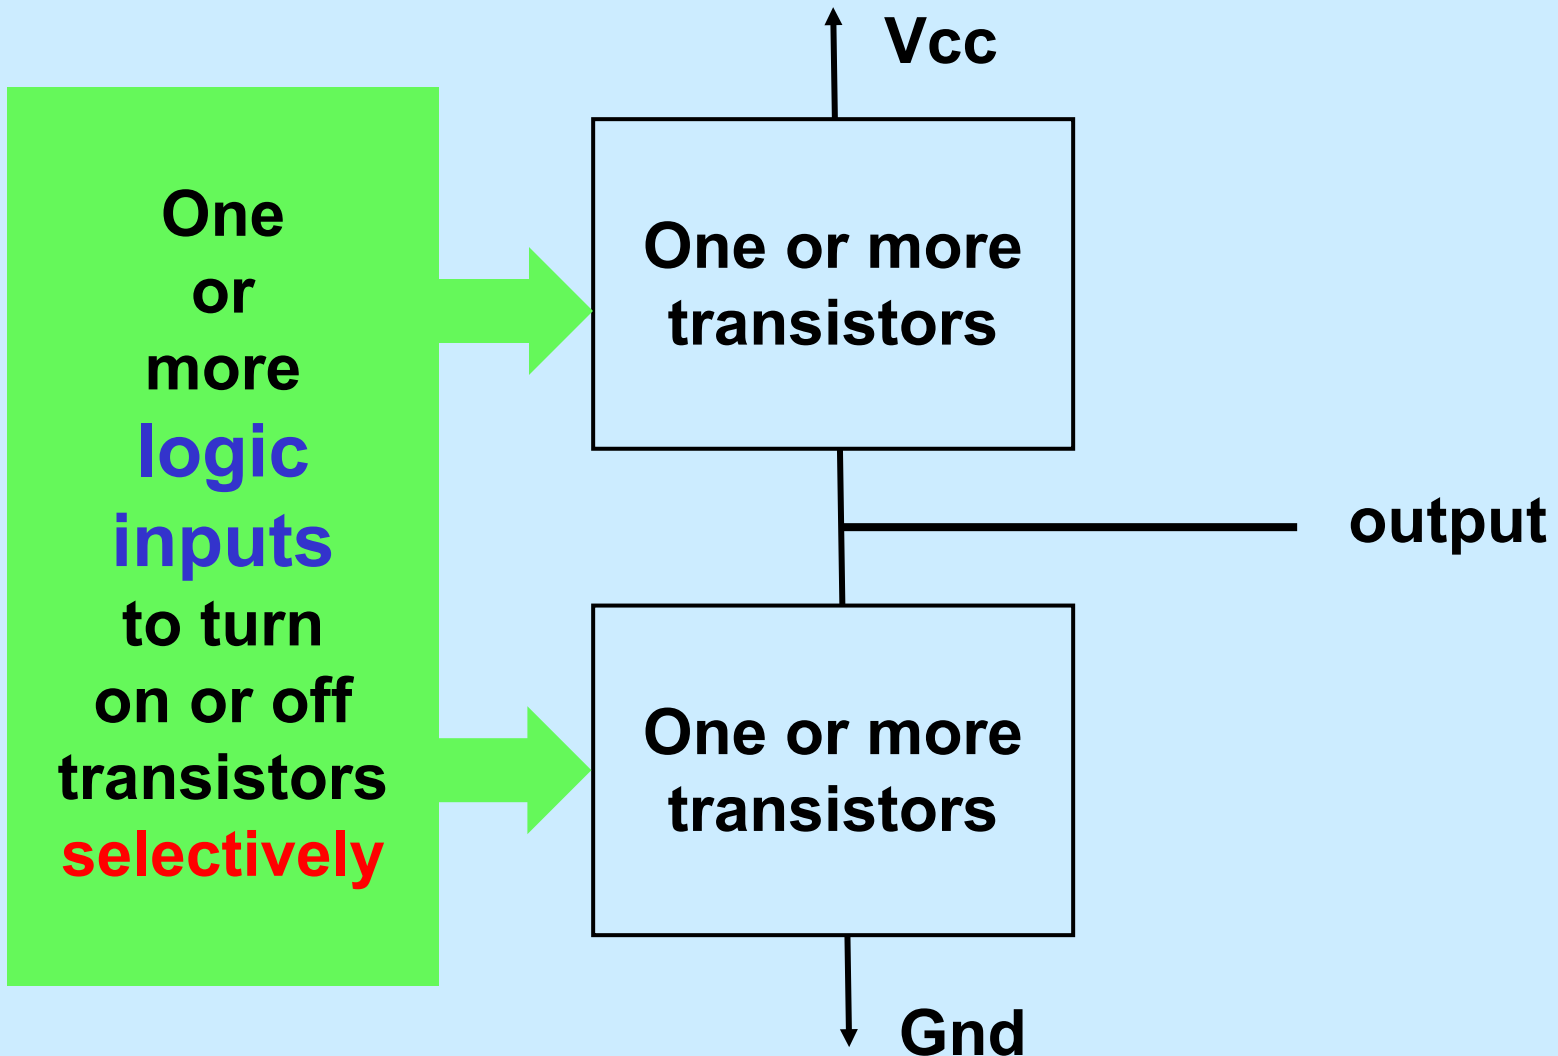 Vcc
One
or
more
logic
inputs
to turn
on or off
transistors
selectively
One or more
transistors
output
One or more
transistors
Gnd